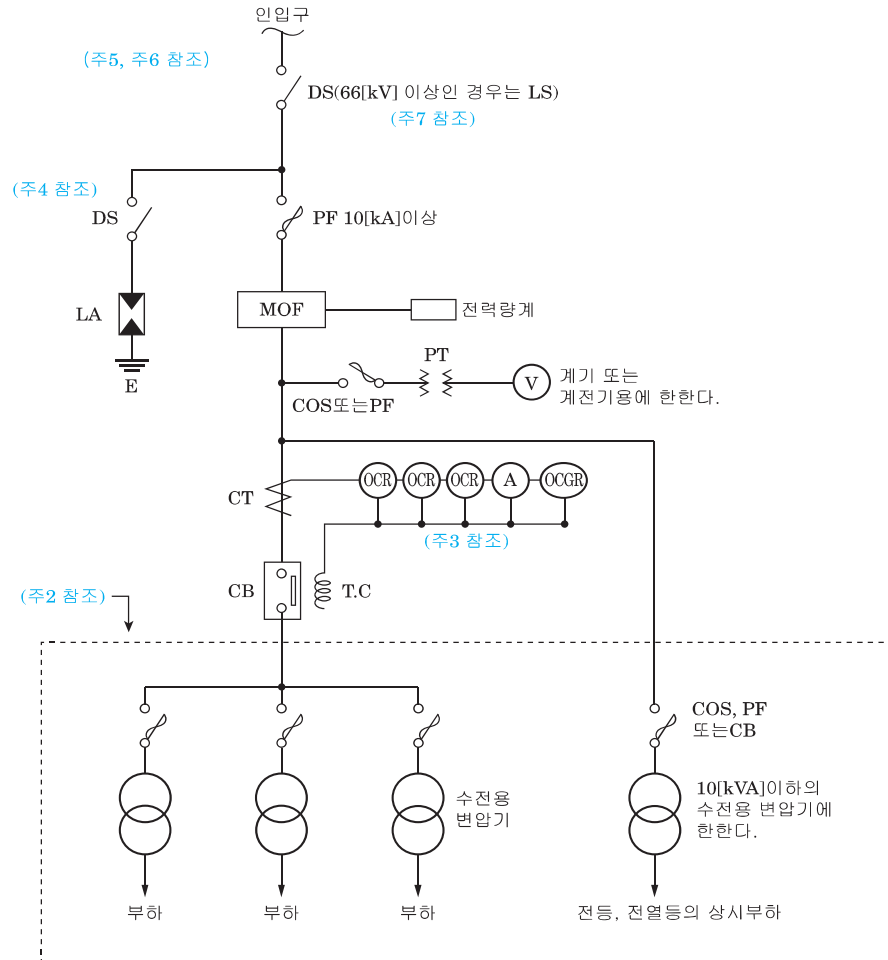 인입구
(주5, 주6 참조)
DS(66[kV] 이상인 경우는 LS)
(주7 참조)
(주4 참조)
DS
PF 10[kA]이상
LA
MOF
전력량계
E
PT
COS또는PF
V
계기 또는
계전기용에 한한다.
CT
OCR
OCR
OCR
A
OCGR
(주3 참조)
CB
T.C
(주2 참조)
COS, PF
또는CB
수전용
변압기
10[kVA]이하의
수전용 변압기에
한한다.
부하
부하
부하
전등, 전열등의 상시부하